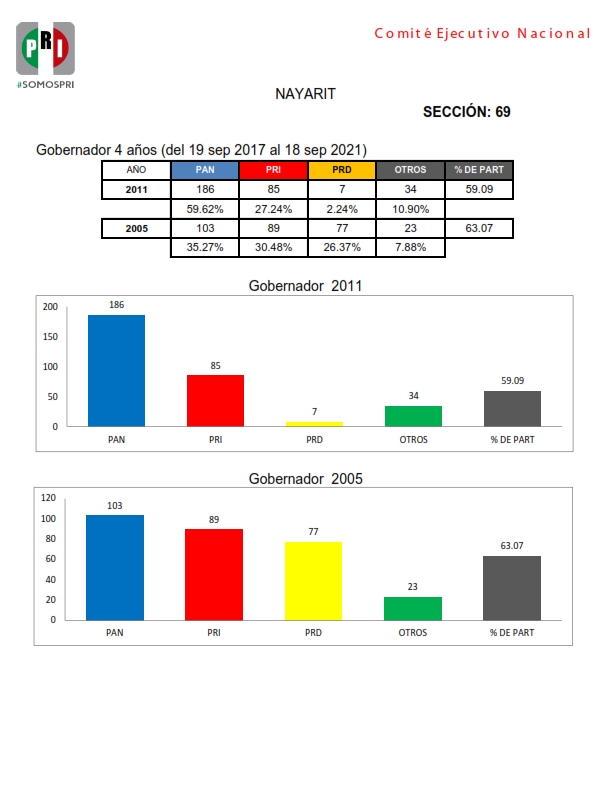 Comité Ejecutivo Nacional
PRI
#SOMOSPRI
NAYARIT
SECCIÓN: 69
Gobernador 4 años (del 19 sep 2017 al 18 sep 2021)
AÑO PAN PRI PRD OTROS % DE PART
2011 186 85 7 34 59.09
59.62% 27.24% 2.24% 10.90%
2005 103 89 77 23 63.07
35.27% 30.48% 26.37% 7.88%
Gobernador 2011
200
150
100
50
0
186
85
7
34
59.09
PAN PRI PRD OTROS % DE PART
Gobernador 2005
120
100
80
60
40
20
0
103
89
77
23
63.07
PAN PRI PRD OTROS % DE PART